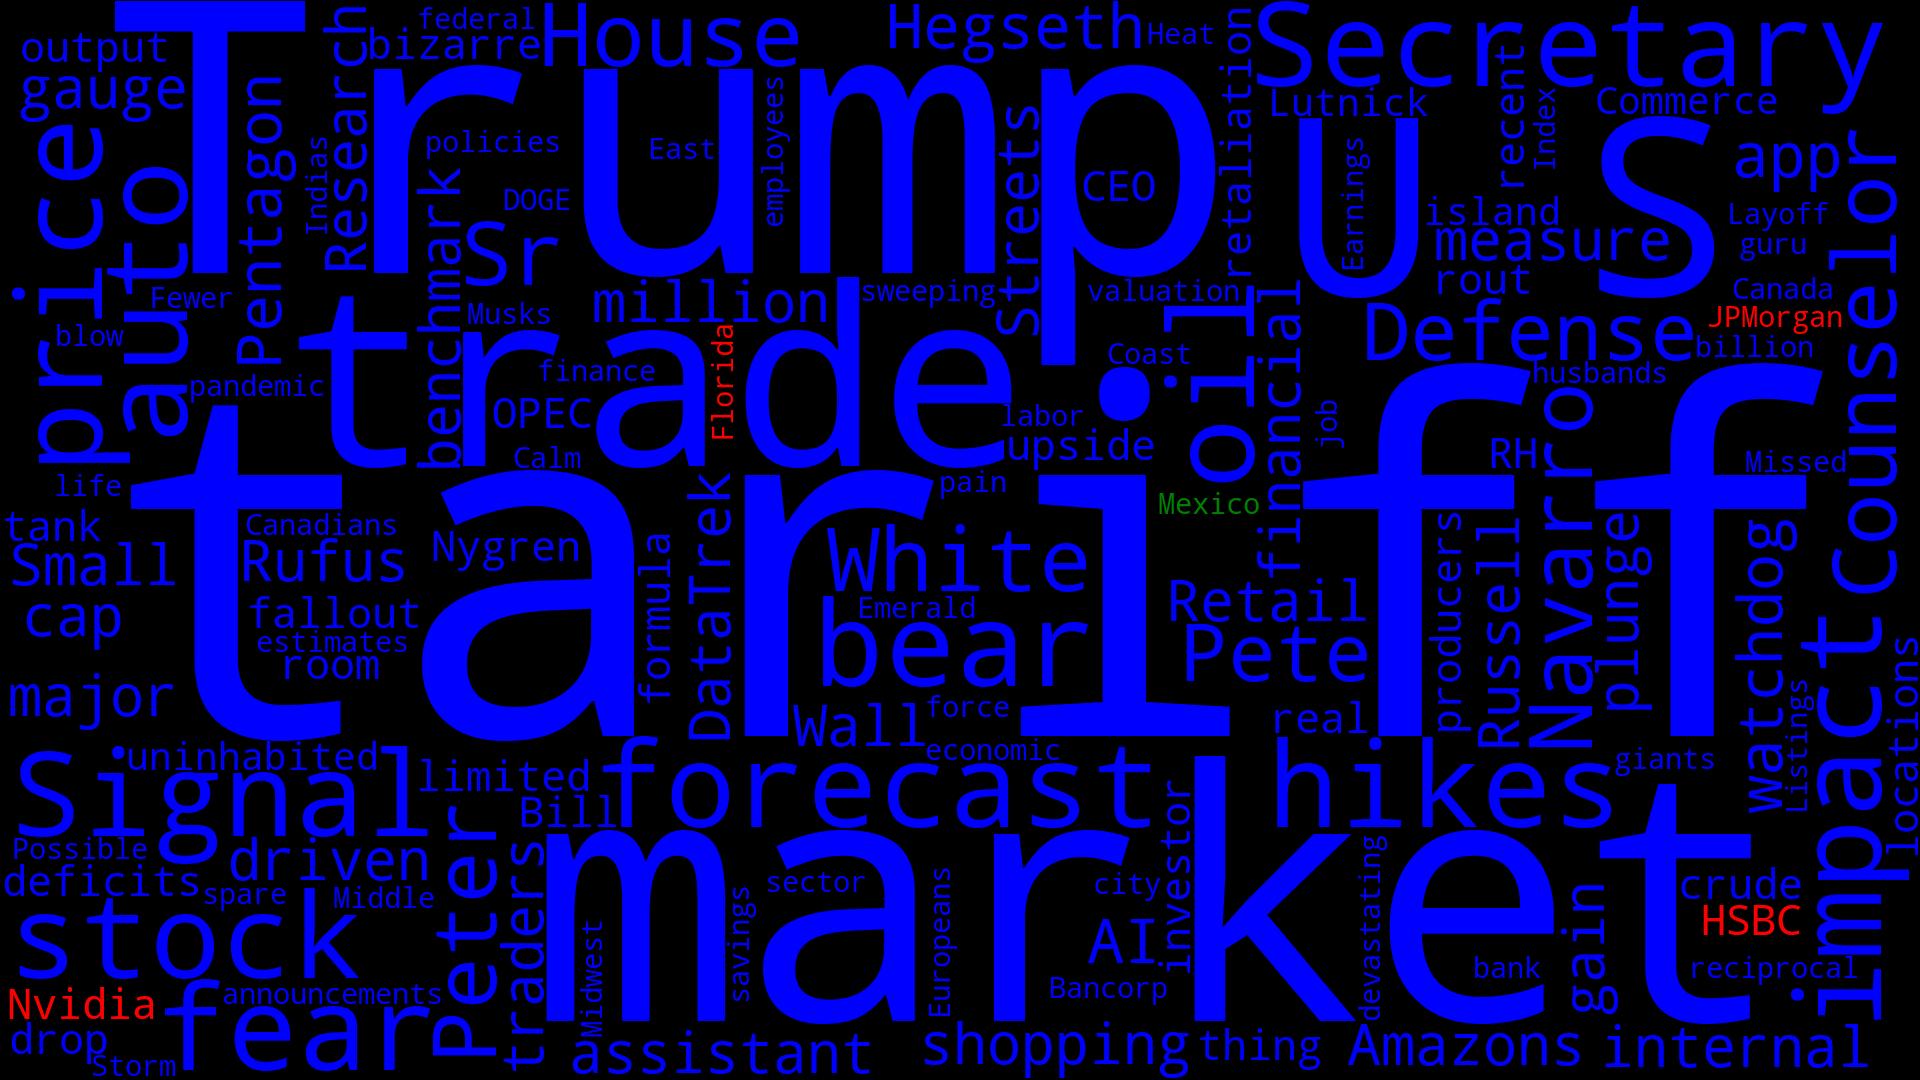 federal
output
bizarre
House
Hegseth
Heat
Secretary
gauge
Trump
Research
Pentagon
Lutnick
recent
Index
Commerce
price
auto
Indias
policies
East
employees
Streets
retaliation
U S
Earnings
app
DOGE
CEO
island
Layoff
benchmark
Sr
measure
guru
counselor
Fewer
Musks
million
sweeping
valuation
oil
financial
rout
Canada
blow
trade
Florida
Coast
Defense
JPMorgan
billion
pandemic
finance
husbands
OPEC
labor
job
life
Calm
upside
RH
Navarro
Missed
tariff
pain
Mexico
tank
Canadians
Small
Rufus
Nygren
formula
DataTrek
White
producers
Russell
plunge
watchdog
cap
fallout
Emerald
Retail
estimates
bear
Pete
room
major
Wall
force
real
impact
locations
Signal
uninhabited
economic
Listings
giants
limited
forecast
hikes
Bill
investor
Possible
driven
Peter
traders
market
deficits
spare
Middle
sector
city
devastating
gain
crude
stock
Midwest
savings
Europeans
AI
HSBC
Nvidia
announcements
Bancorp
bank
reciprocal
fear
drop
Storm
assistant
shopping
thing
Amazons
internal